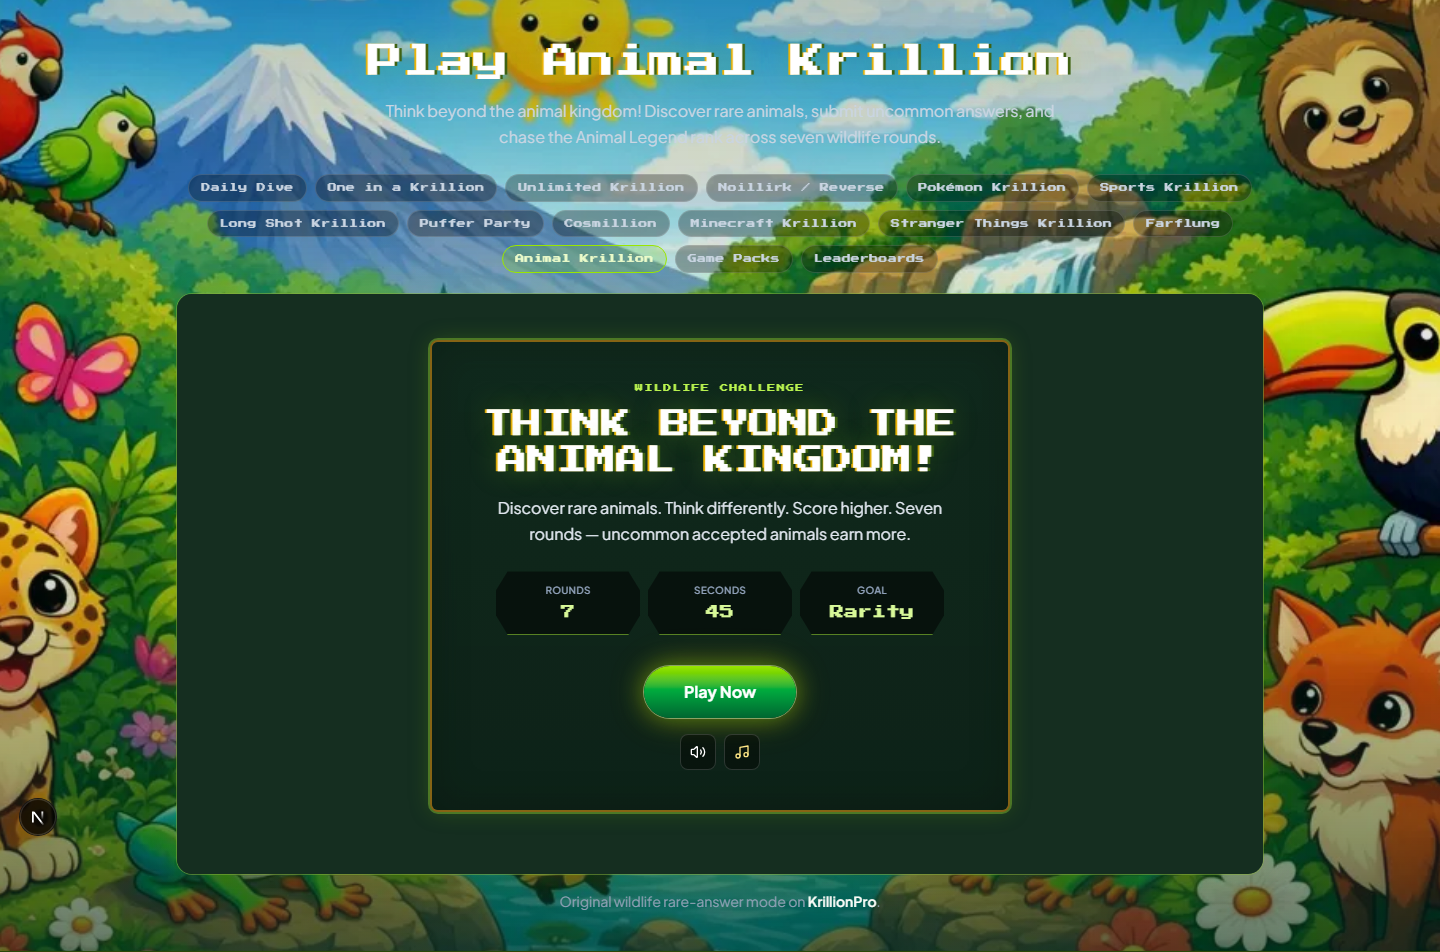 Play Animal Krillion
Think beyond the animal kingdom! Discover rare animals, submit uncommon answers, and
chase the Animal Legend rank across seven wildlife rounds.
Daily Dive
One in a Krillion
Unlimited Krillion
Noillirk / Reverse
Pokémon Krillion
Sports Krillion
Long Shot Krillion
Puffer Party
Cosmillion
Minecraft Krillion
Stranger Things Krillion
Farflung
Animal Krillion
Game Packs
Leaderboards
WILDLIFE CHALLENGE
THINK BEYOND THE
ANIMAL KINGDOM!
Discover rare animals. Think differently. Score higher. Seven
rounds — uncommon accepted animals earn more.
ROUNDS
7
SECONDS
45
GOAL
Rarity
Play Now
N
Original wildlife rare-answer mode on KrillionPro.